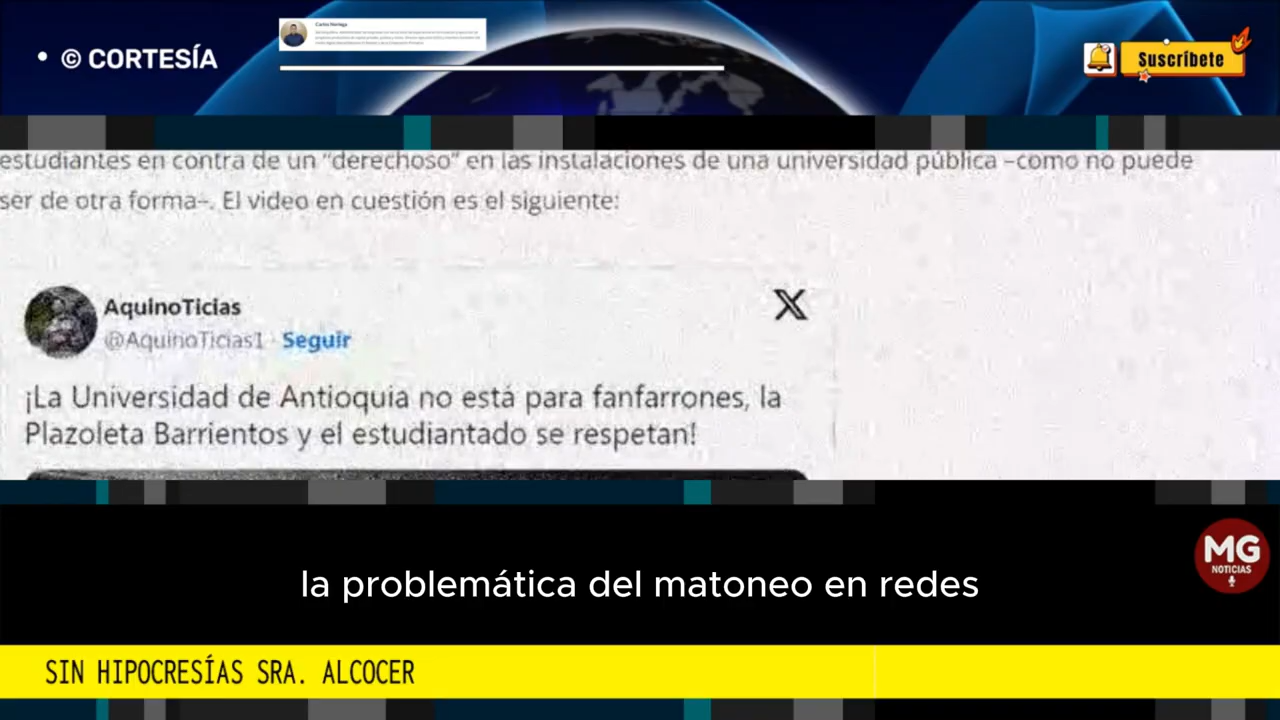 © CORTESÍA
Carlos Noriega
Suscríbete
estudiantes en contra de un "derechoso" en las instalaciones de una universidad pública –como no puede
ser de otra forma–. El video en cuestión es el siguiente:
AquinoTicias
@AquinoTicias1 · Seguir
X
¡La Universidad de Antioquia no está para fanfarrones, la
Plazoleta Barrientos y el estudiantado se respetan!
MG
NOTICIAS
la problemática del matoneo en redes
SIN HIPOCRESÍAS SRA. ALCOCER